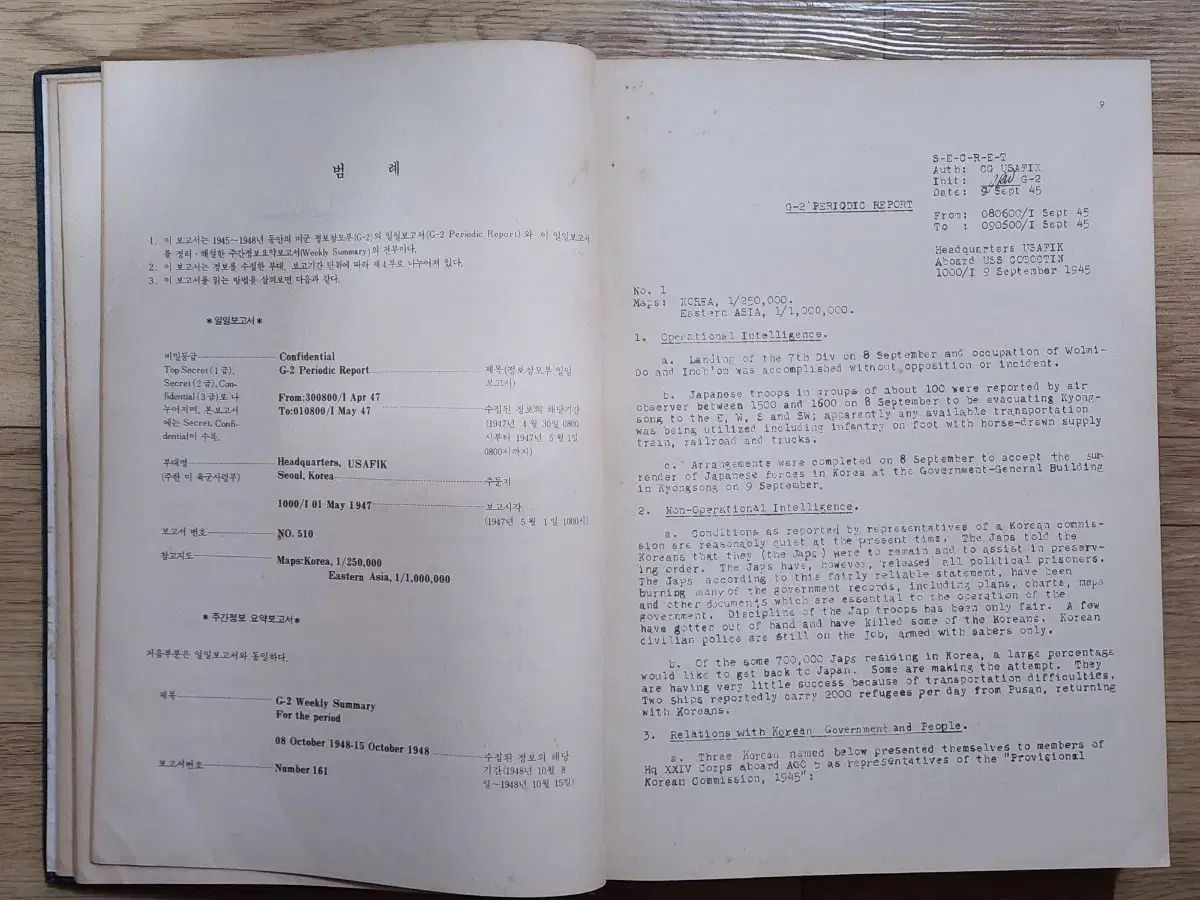 범 례
1. 이 보고서는 1945~1948년 동안의 미군 정보참모부(G-2)의 일일보고서(G-2 Periodic Report)와 이 일일보고서
를 정리·해설한 주간정보요약보고서(Weekly Summary)의 전부이다.
2. 이 보고서는 정보를 수집한 부대, 보고기간 단위에 따라 제4부로 나누어져 있다.
3. 이 보고서를 읽는 방법을 살펴보면 다음과 같다.
*일일보고서*
비밀등급 Confidential
Top Secret(1급), G-2 Periodic Report 제목(정보참모부 일일
Secret(2급), Con- 보고서)
fidential(3급)로 나 From:300800/I Apr 47
누어지며, 본보고서 To:010800/I May 47 수집된 정보의 해당기간
에는 Secret, Confi- (1947년 4월 30일 0800
dential이 수록. 시부터 1947년 5월 1일
0800시까지)
부대명 Headquarters, USAFIK
(주한 미 육군사령부) Seoul, Korea 주둔지
1000/I 01 May 1947 보고시각
(1947년 5월 1일 1000시)
보고서 번호 NO. 510
참고지도 Maps:Korea, 1/250,000
Eastern Asia, 1/1,000,000
*주간정보 요약보고서*
처음부분은 일일보고서와 동일하다.
제목 G-2 Weekly Summary
For the period
08 October 1948-15 October 1948 수집된 정보의 해당
보고서번호 Number 161 기간(1948년 10월 8
일~1948년 10월 15일)
9
S-E-C-R-E-T
Auth: CG USAFIK
Init: G-2
Date: 9 Sept 45
G-2 PERIODIC REPORT
From: 080600/I Sept 45
To : 090500/I Sept 45
Headquarters USAFIK
Aboard USS COTOCTIN
1000/I 9 September 1945
No. 1
Maps: KOREA, 1/250,000.
Eastern ASIA, 1/1,000,000.
1. Operational Intelligence.
a. Landing of the 7th Div on 8 September and occupation of Wolmi-
Do and Inch'on was accomplished without opposition or incident.
b. Japanese troops in groups of about 100 were reported by air
observer between 1500 and 1600 on 8 September to be evacuating Kyong-
song to the E, W, S and SW; apparently any available transportation
was being utilized including infantry on foot with horse-drawn supply
train, railroad and trucks.
c. Arrangements were completed on 8 September to accept the sur-
render of Japanese forces in Korea at the Government-General Building
in Kyongsong on 9 September.
2. Non-Operational Intelligence.
a. Conditions as reported by representatives of a Korean commis-
sion are reasonably quiet at the present time. The Japs told the
Koreans that they (the Japs) were to remain and to assist in preserv-
ing order. The Japs have, however, released all political prisoners.
The Japs according to this fairly reliable statement, have been
burning many of the government records, including plans, charts, maps
and other documents which are essential to the operation of the
government. Discipline of the Jap troops has been only fair. A few
have gotten out of hand and have killed some of the Koreans. Korean
civilian police are still on the job, armed with sabers only.
b. Of the some 700,000 Japs residing in Korea, a large percentage
would like to get back to Japan. Some are making the attempt. They
are having very little success because of transportation difficulties.
Two ships reportedly carry 2000 refugees per day from Pusan, returning
with Koreans.
3. Relations with Korean Government and People.
a. Three Korean named below presented themselves to members of
Hq XXIV Corps aboard AGC 5 as representatives of the "Provisional
Korean Commission, 1945":